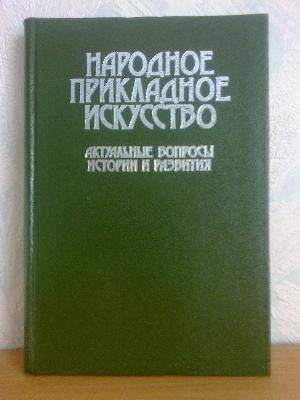 НАРОДНОЕ
ПРИКЛАДНОЕ
ИСКУССТВО
АКТУАЛЬНЫЕ ВОПРОСЫ
ИСТОРИИ И РАЗВИТИЯ